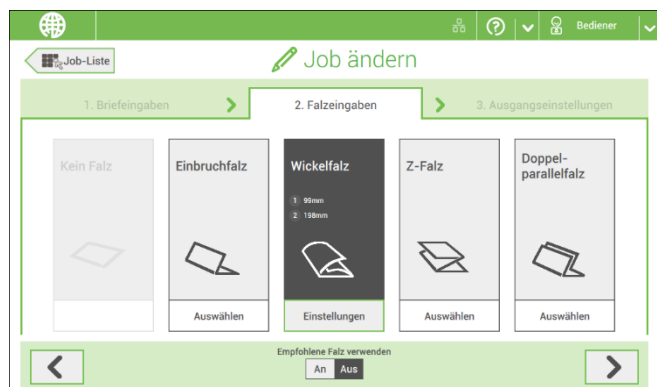 Bediener
Job-Liste
Job ändern
1. Briefeingaben
2. Falzeingaben
3. Ausgangseinstellungen
Kein Falz
Einbruchfalz
Auswählen
Wickelfalz
1 99mm
2 198mm
Einstellungen
Z-Falz
Auswählen
Doppel-
parallelfalz
Auswählen
Empfohlene Falz verwenden
An Aus